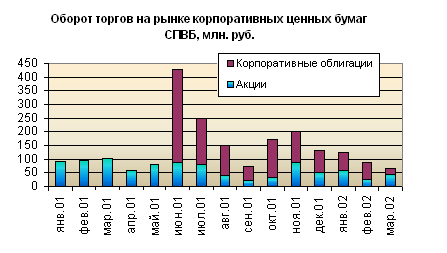 Оборот торгов на рынке корпоративных ценных бумаг
СПВБ, млн. руб.
450
400
350
300
250
200
150
100
50
0
Корпоративные облигации
Акции
янв.01
фев.01
мар.01
апр.01
май.01
июн.01
июл.01
авг.01
сен.01
окт.01
ноя.01
дек.01
янв.02
фев.02
мар.02